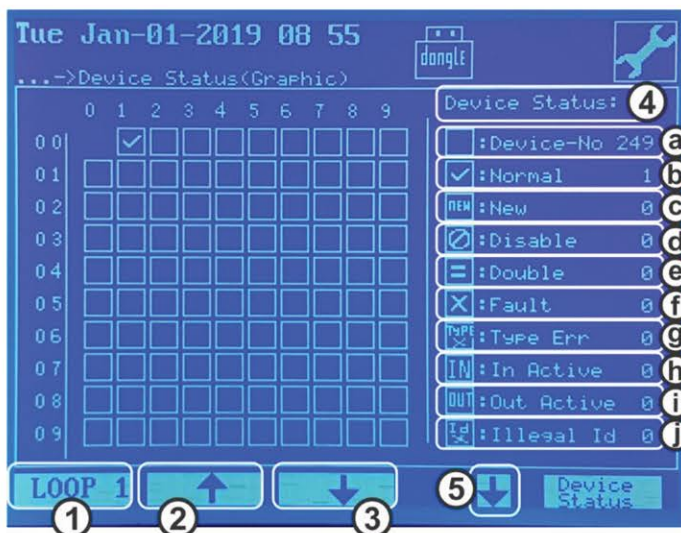 Tue Jan-01-2019 08 55
donglE
...->Device Status(Graphic)
Device Status: 4
0 1 2 3 4 5 6 7 8 9
00
01
02
03
04
05
06
07
08
09
:Device-No 249 a
:Normal 1 b
NEW :New 0 c
:Disable 0 d
:Double 0 e
:Fault 0 f
TYPE X :Type Err 0 g
IN :In Active 0 h
OUT :Out Active 0 i
Id X :Illegal Id 0 j
LOOP 1
Device
Status
1
2
3
5